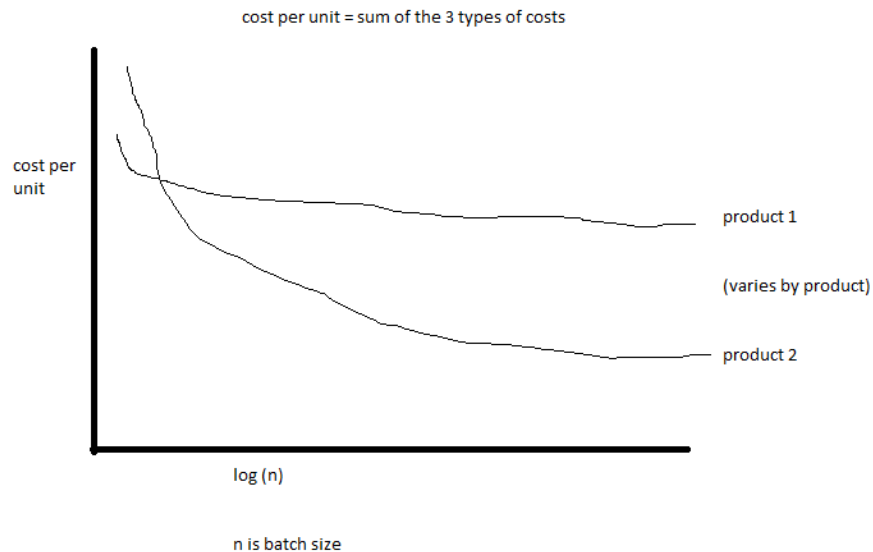 cost per unit = sum of the 3 types of costs
cost per
unit
product 1
(varies by product)
product 2
log (n)
n is batch size